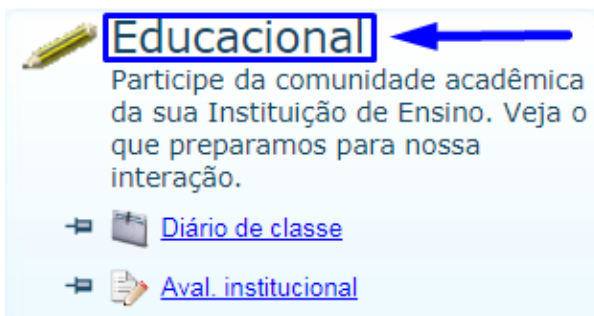 Educacional
Participe da comunidade acadêmica
da sua Instituição de Ensino. Veja o
que preparamos para nossa
interação.
Diário de classe
Aval. institucional